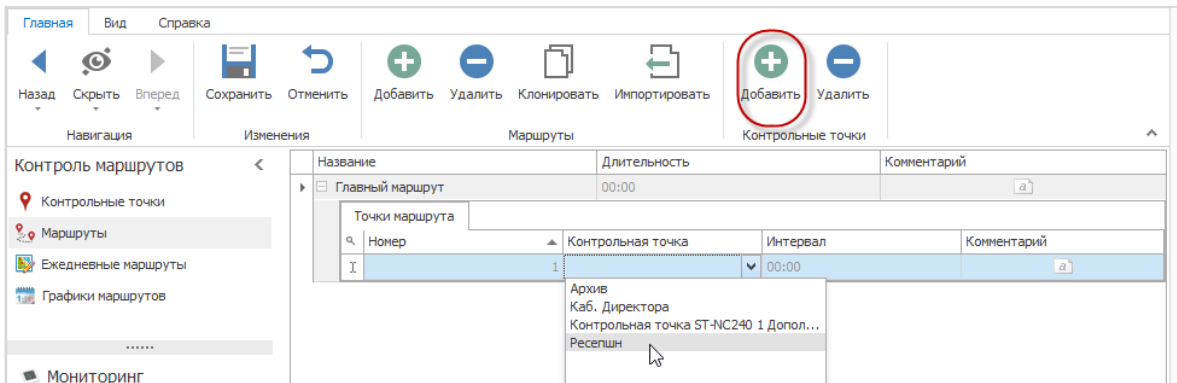 Главная Вид Справка
Назад Скрыть Вперед Сохранить Отменить Добавить Удалить Клонировать Импортировать Добавить Удалить
Навигация Изменения Маршруты Контрольные точки
Контроль маршрутов
Контрольные точки
Маршруты
Ежедневные маршруты
Графики маршрутов
Мониторинг
Название Длительность Комментарий
Главный маршрут 00:00 a
Точки маршрута
Номер Контрольная точка Интервал Комментарий
1 00:00 a
Архив
Каб. Директора
Контрольная точка ST-NC240 1 Допол...
Ресепшн